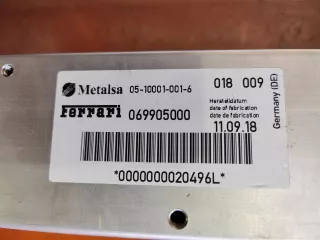 Metalsa 05-10001-001-6 018 009
Herstelldatum
date of fabrication
date de fabrication
Ferrari 069905000 11.09.18
Germany (DE)
*0000000020496L*